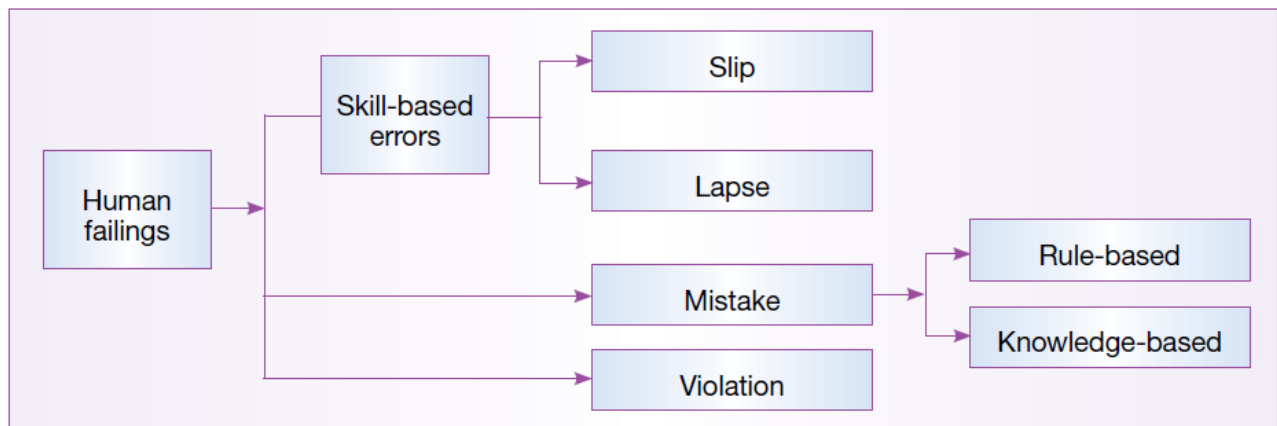 Human
failings
Skill-based
errors
Slip
Lapse
Mistake
Violation
Rule-based
Knowledge-based